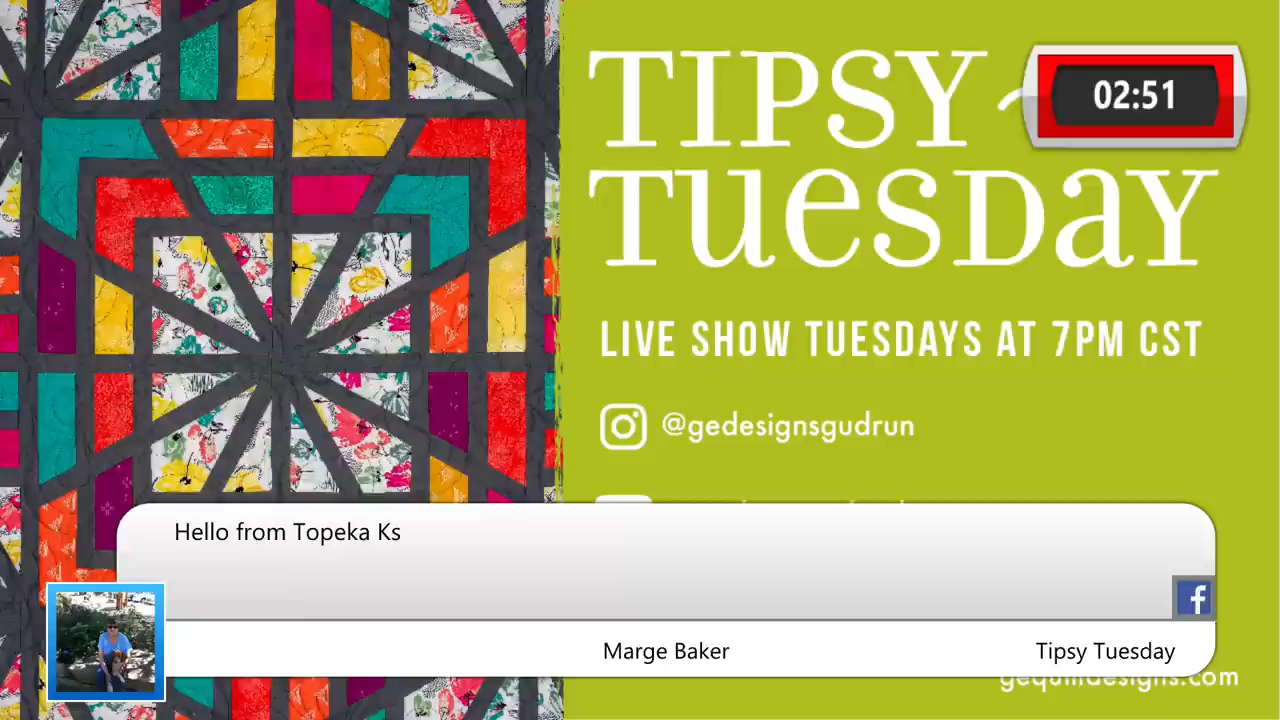 TIPSY
02:51
TUESDAY
LIVE SHOW TUESDAYS AT 7PM CST
@gedesignsgudrun
Hello from Topeka Ks
Marge Baker
Tipsy Tuesday
gequiltdesigns.com